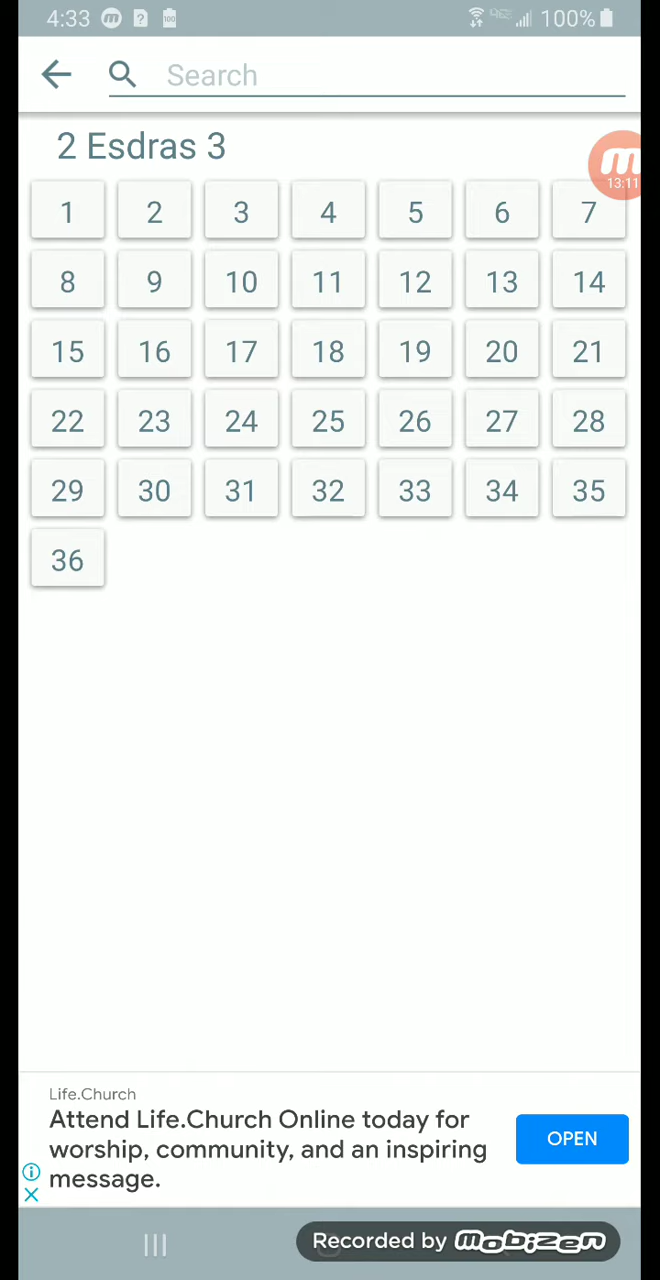 4:33 100%
Search
2 Esdras 3
13:11
1 2 3 4 5 6 7
8 9 10 11 12 13 14
15 16 17 18 19 20 21
22 23 24 25 26 27 28
29 30 31 32 33 34 35
36
Life.Church
Attend Life.Church Online today for
worship, community, and an inspiring
message.
OPEN
Recorded by mobizen